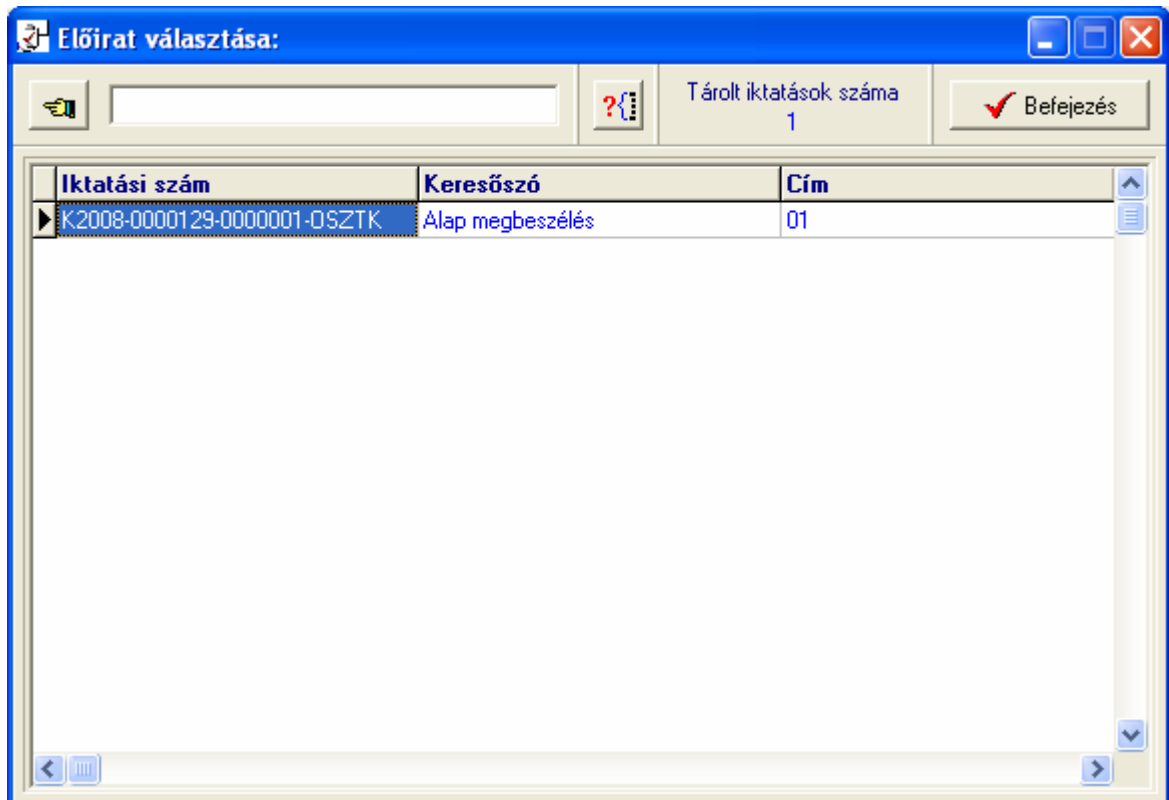 Előirat választása:
?{
Tárolt iktatások száma
1
Befejezés
Iktatási szám Keresőszó Cím
K2008-0000129-0000001-OSZTK Alap megbeszélés 01